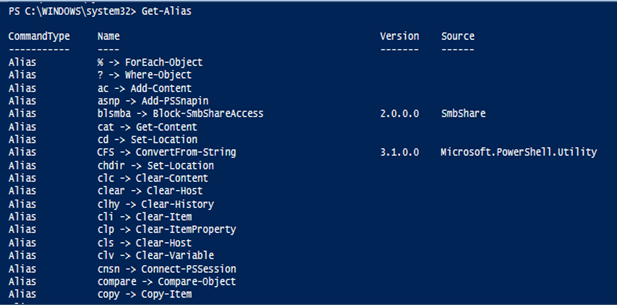 PS C:\WINDOWS\system32> Get-Alias
CommandType Name Version Source
----------- ---- ------- ------
Alias % -> ForEach-Object
Alias ? -> Where-Object
Alias ac -> Add-Content
Alias asnp -> Add-PSSnapin
Alias blsmba -> Block-SmbShareAccess 2.0.0.0 SmbShare
Alias cat -> Get-Content
Alias cd -> Set-Location
Alias CFS -> ConvertFrom-String 3.1.0.0 Microsoft.PowerShell.Utility
Alias chdir -> Set-Location
Alias clc -> Clear-Content
Alias clear -> Clear-Host
Alias clhy -> Clear-History
Alias cli -> Clear-Item
Alias clp -> Clear-ItemProperty
Alias cls -> Clear-Host
Alias clv -> Clear-Variable
Alias cnsn -> Connect-PSSession
Alias compare -> Compare-Object
Alias copy -> Copy-Item